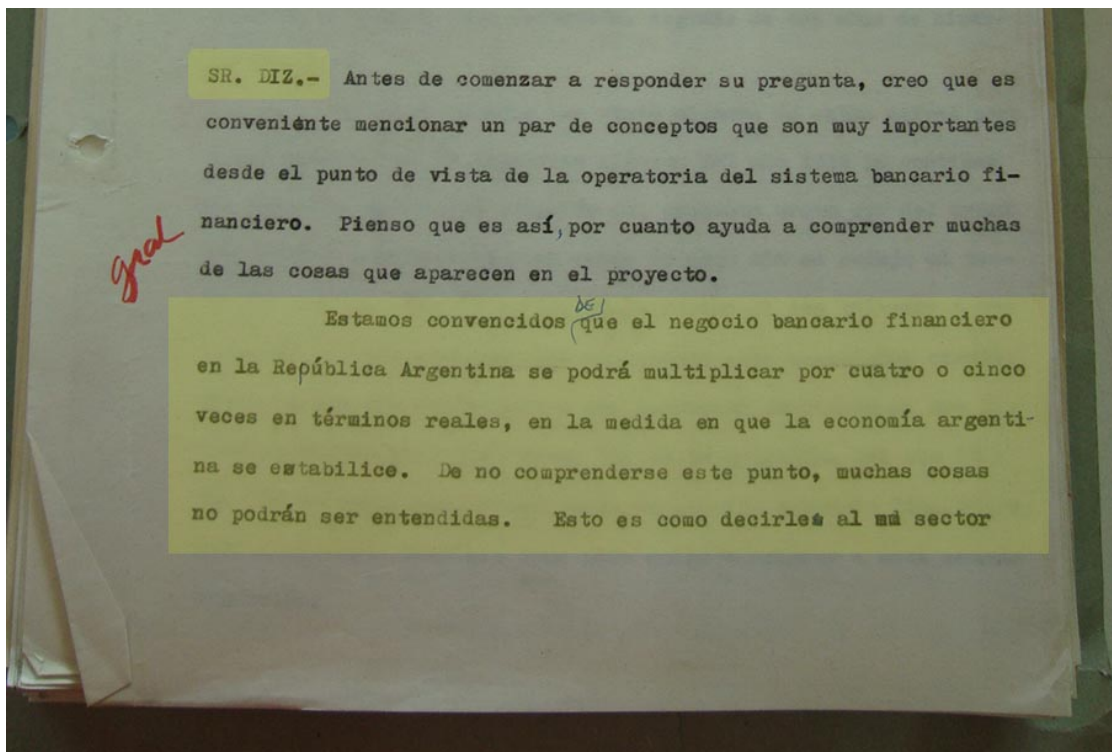 SR. DIZ.- Antes de comenzar a responder su pregunta, creo que es
conveniente mencionar un par de conceptos que son muy importantes
desde el punto de vista de la operatoria del sistema bancario fi-
nanciero. Pienso que es así, por cuanto ayuda a comprender muchas
gral
de las cosas que aparecen en el proyecto.
DE
Estamos convencidos que el negocio bancario financiero
en la República Argentina se podrá multiplicar por cuatro o cinco
veces en términos reales, en la medida en que la economía argenti-
na se estabilice. De no comprenderse este punto, muchas cosas
no podrán ser entendidas. Esto es como decirle al sector